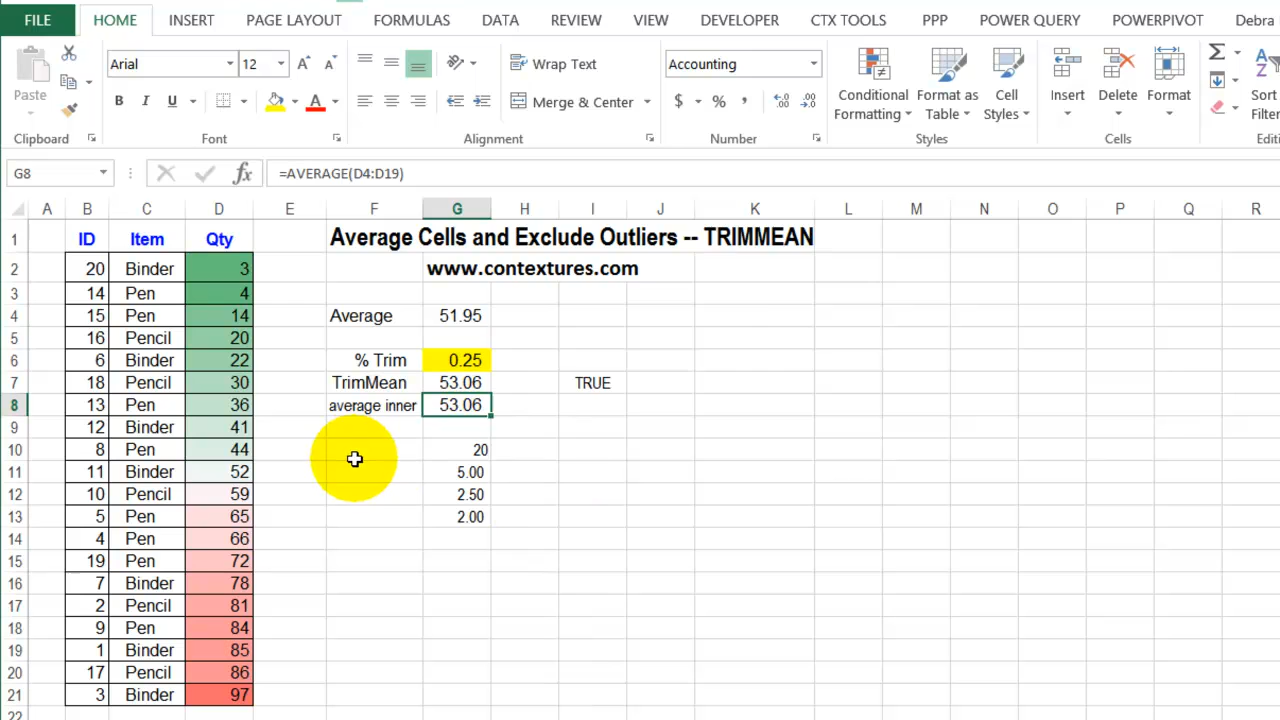 FILE HOME INSERT PAGE LAYOUT FORMULAS DATA REVIEW VIEW DEVELOPER CTX TOOLS PPP POWER QUERY POWERPIVOT Debra
Arial 12 A A Wrap Text Accounting
Paste B I U A Merge & Center $ % , .0 .00 .00 .0 Conditional Formatting Format as Table Cell Styles Insert Delete Format Sort Filter
Clipboard Font Alignment Number Styles Cells Editi
G8 fx =AVERAGE(D4:D19)
A B C D E F G H I J K L M N O P Q R
1 ID Item Qty Average Cells and Exclude Outliers -- TRIMMEAN
2 20 Binder 3 www.contextures.com
3 14 Pen 4
4 15 Pen 14 Average 51.95
5 16 Pencil 20
6 6 Binder 22 % Trim 0.25
7 18 Pencil 30 TrimMean 53.06 TRUE
8 13 Pen 36 average inner 53.06
9 12 Binder 41
10 8 Pen 44 20
11 11 Binder 52 5.00
12 10 Pencil 59 2.50
13 5 Pen 65 2.00
14 4 Pen 66
15 19 Pen 72
16 7 Binder 78
17 2 Pencil 81
18 9 Pen 84
19 1 Binder 85
20 17 Pencil 86
21 3 Binder 97
22